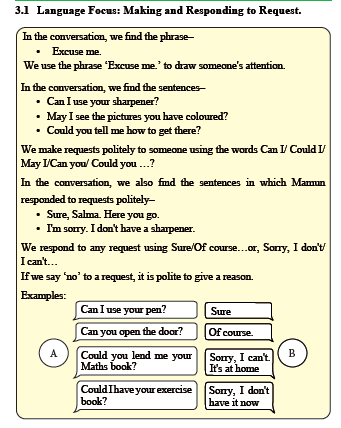 3.1 Language Focus: Making and Responding to Request.
In the conversation, we find the phrase–
• Excuse me.
We use the phrase ‘Excuse me.’ to draw someone's attention.
In the conversation, we find the sentences–
• Can I use your sharpener?
• May I see the pictures you have coloured?
• Could you tell me how to get there?
We make requests politely to someone using the words Can I/ Could I/
May I/Can you/ Could you …?
In the conversation, we also find the sentences in which Mamun
responded to requests politely–
• Sure, Salma. Here you go.
• I'm sorry. I don't have a sharpener.
We respond to any request using Sure/Of course…or, Sorry, I don't/
I can't…
If we say ‘no’ to a request, it is polite to give a reason.
Examples:
A
Can I use your pen?
Sure
Can you open the door?
Of course.
Could you lend me your
Maths book?
Sorry, I can't.
It's at home
Could I have your exercise
book?
Sorry, I don't
have it now
B